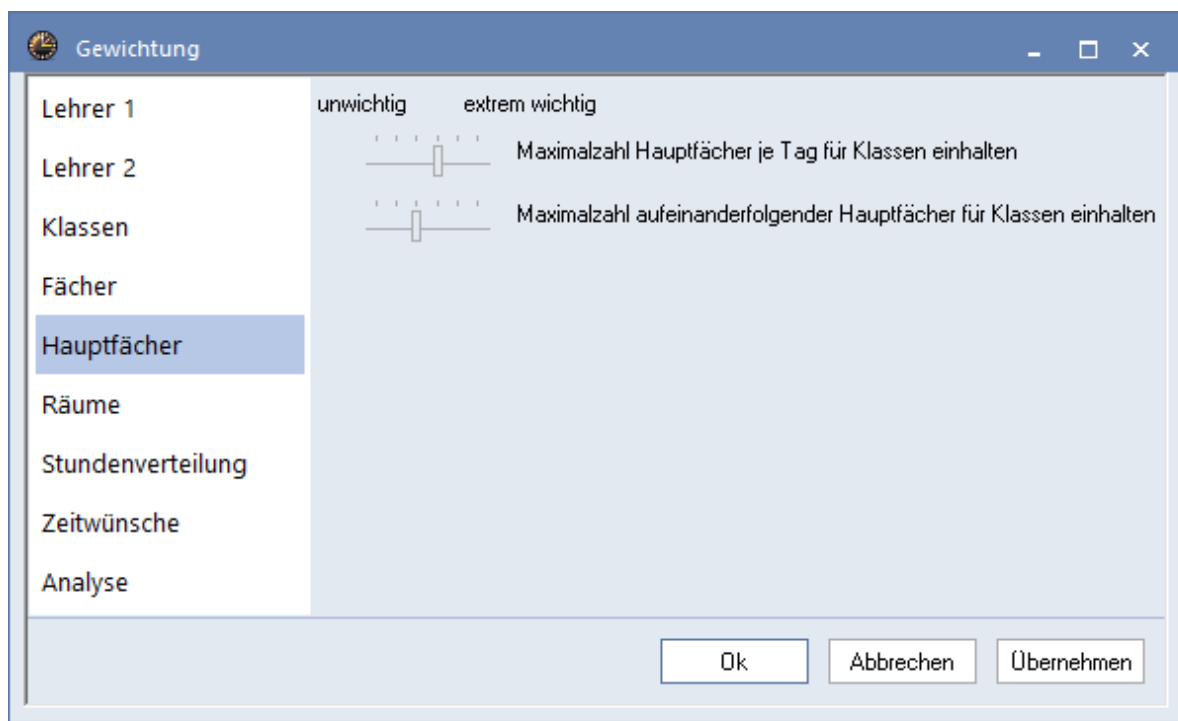 Gewichtung
Lehrer 1
Lehrer 2
Klassen
Fächer
Hauptfächer
Räume
Stundenverteilung
Zeitwünsche
Analyse
unwichtig extrem wichtig
Maximalzahl Hauptfächer je Tag für Klassen einhalten
Maximalzahl aufeinanderfolgender Hauptfächer für Klassen einhalten
Ok Abbrechen Übernehmen